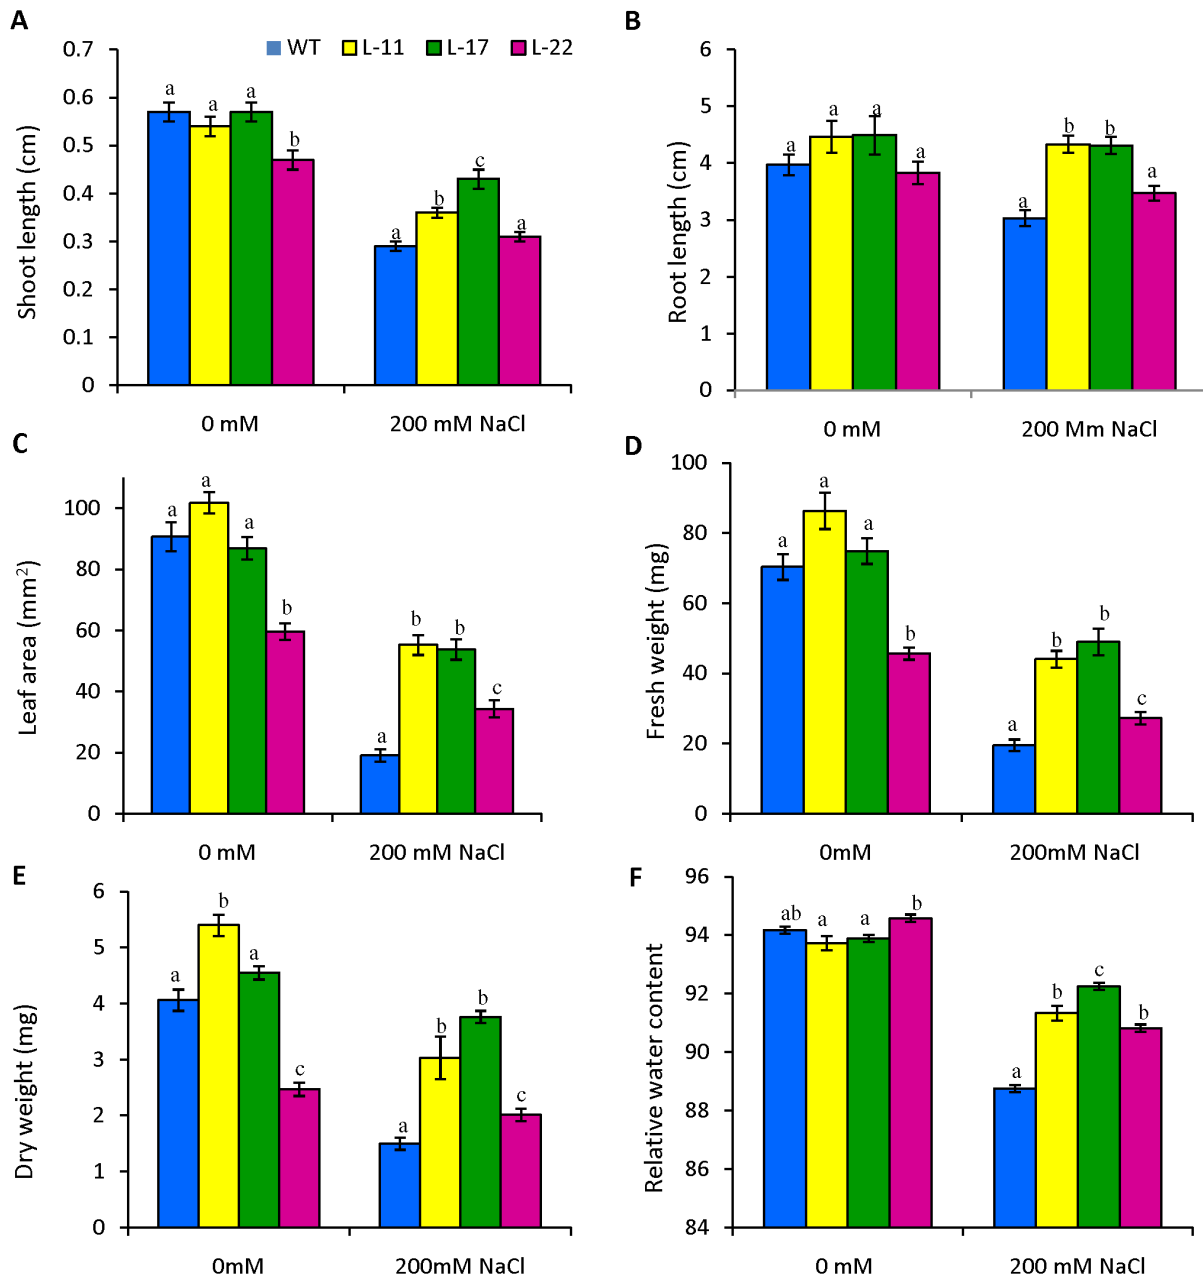 A
WT L-11 L-17 L-22
0.7
0.6
0.5
0.4
0.3
0.2
0.1
0
Shoot length (cm)
a a a b
a b c a
0 mM 200 mM NaCl
B
6
5
4
3
2
1
0
Root length (cm)
a a a a
a b b a
0 mM 200 Mm NaCl
C
100
80
60
40
20
0
Leaf area (mm²)
a a a b
a b b c
0 mM 200 mM NaCl
D
100
80
60
40
20
0
Fresh weight (mg)
a a a b
a b b c
0mM 200mM NaCl
E
6
5
4
3
2
1
0
Dry weight (mg)
a b a c
a b b c
0mM 200mM NaCl
F
96
94
92
90
88
86
84
Relative water content
ab a a b
a b c b
0 mM 200 mM NaCl